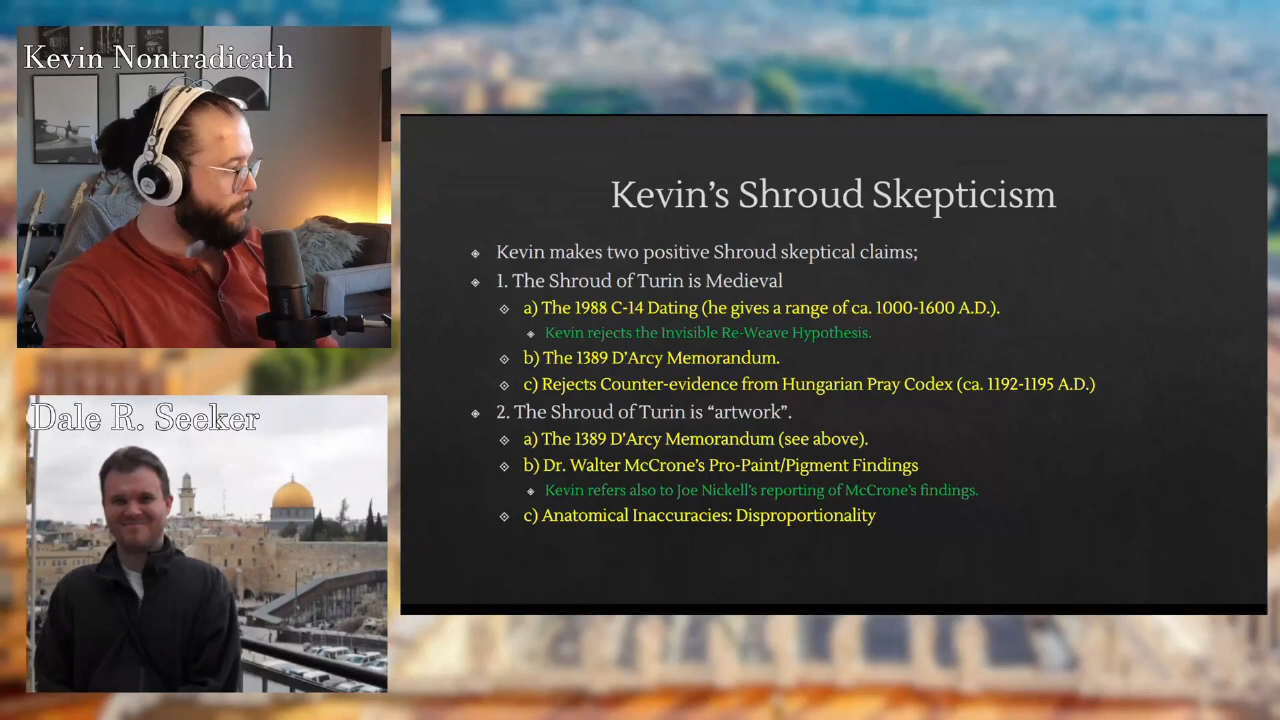 Kevin Nontradicath
Dale R. Seeker
Kevin's Shroud Skepticism
Kevin makes two positive Shroud skeptical claims;
1. The Shroud of Turin is Medieval
a) The 1988 C-14 Dating (he gives a range of ca. 1000-1600 A.D.).
Kevin rejects the Invisible Re-Weave Hypothesis.
b) The 1389 D'Arcy Memorandum.
c) Rejects Counter-evidence from Hungarian Pray Codex (ca. 1192-1195 A.D.)
2. The Shroud of Turin is “artwork”.
a) The 1389 D'Arcy Memorandum (see above).
b) Dr. Walter McCrone's Pro-Paint/Pigment Findings
Kevin refers also to Joe Nickell's reporting of McCrone's findings.
c) Anatomical Inaccuracies: Disproportionality